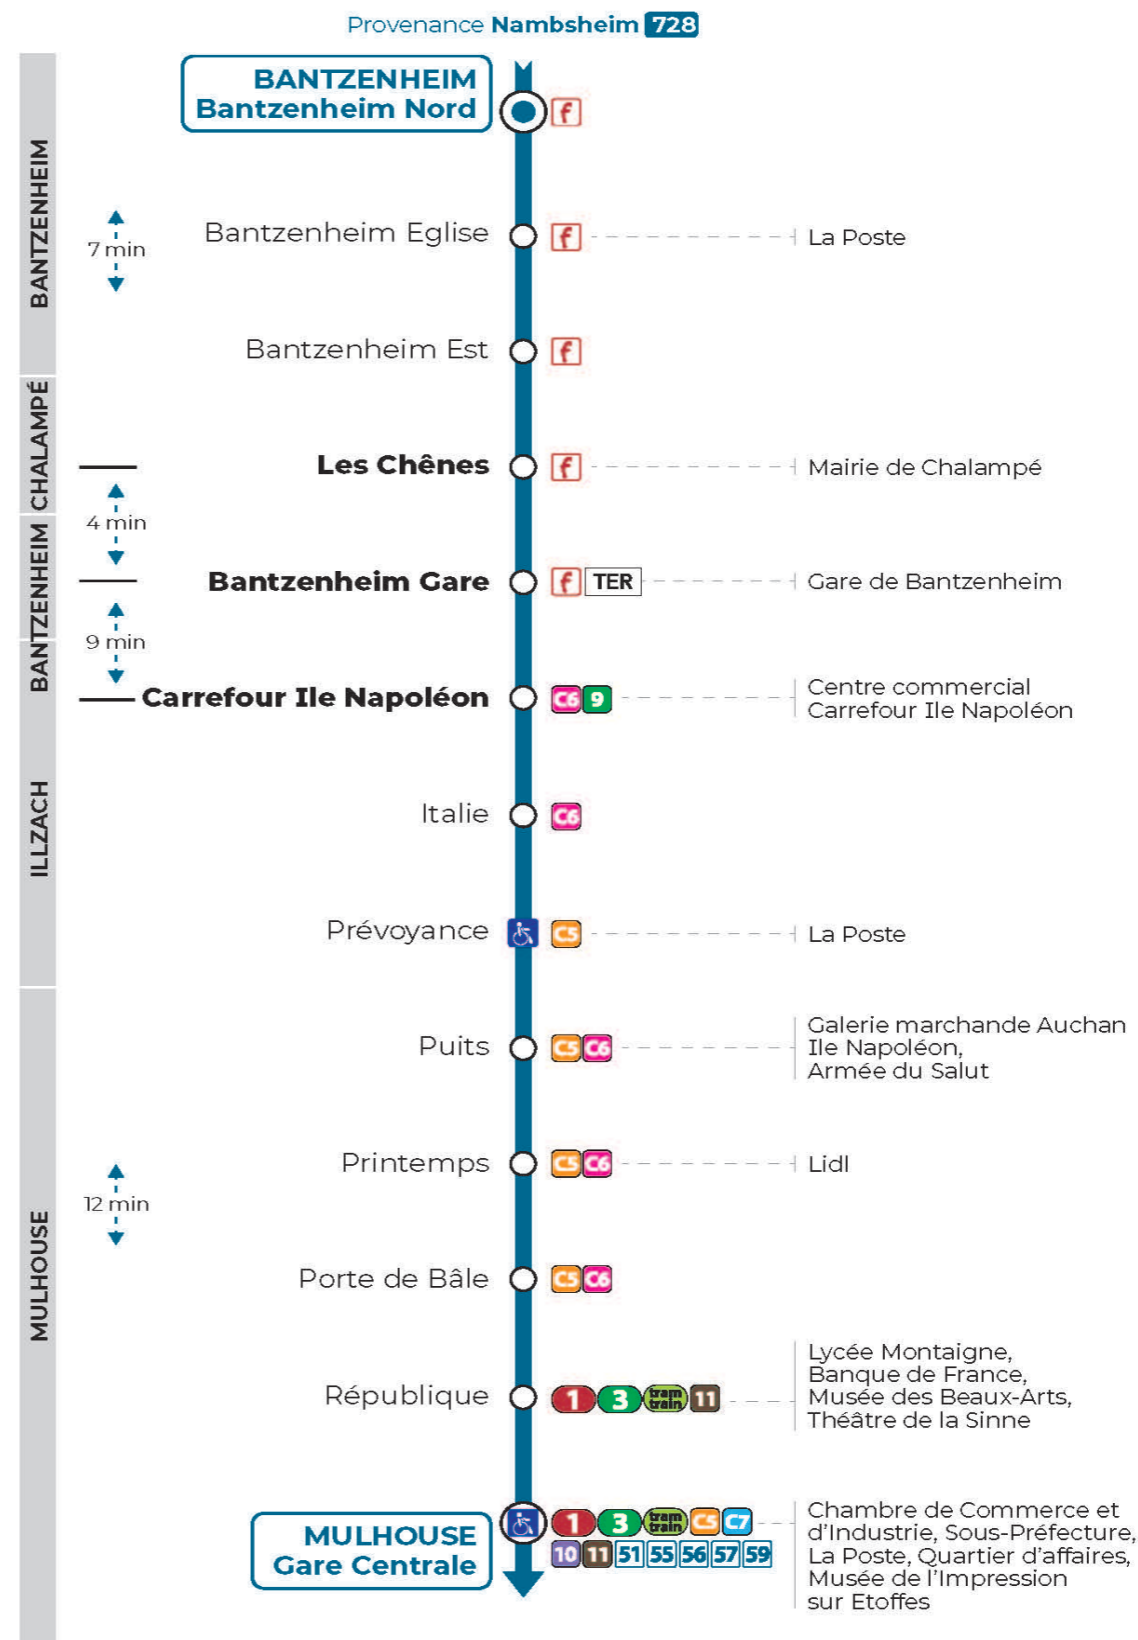 Provenance Nambsheim 728
BANTZENHEIM
BANTZENHEIM
Bantzenheim Nord
f
7 min
Bantzenheim Eglise
f
La Poste
Bantzenheim Est
f
CHALAMPÉ
Les Chênes
f
Mairie de Chalampé
4 min
BANTZENHEIM
Bantzenheim Gare
f TER
Gare de Bantzenheim
9 min
Carrefour Ile Napoléon
C6 9
Centre commercial
Carrefour Ile Napoléon
ILLZACH
Italie
C6
Prévoyance
C5
La Poste
MULHOUSE
Puits
C5 C6
Galerie marchande Auchan
Ile Napoléon,
Armée du Salut
12 min
Printemps
C5 C6
Lidl
Porte de Bâle
C5 C6
République
1 3 tram train 11
Lycée Montaigne,
Banque de France,
Musée des Beaux-Arts,
Théâtre de la Sinne
MULHOUSE
Gare Centrale
1 3 tram train C5 C7
10 11 51 55 56 57 59
Chambre de Commerce et
d'Industrie, Sous-Préfecture,
La Poste, Quartier d'affaires,
Musée de l'Impression
sur Etoffes